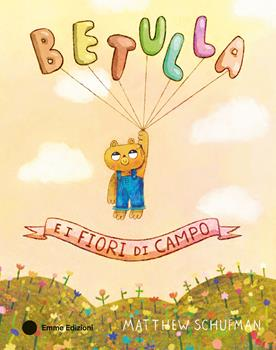 BETULLA
E I FIORI DI CAMPO
Emme Edizioni
MATTHEW SCHUFMAN